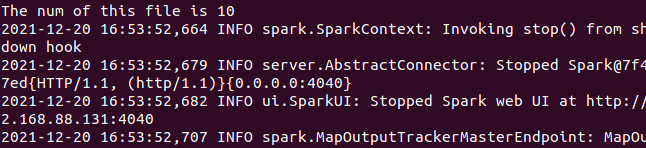 The num of this file is 10
2021-12-20 16:53:52,664 INFO spark.SparkContext: Invoking stop() from sh
down hook
2021-12-20 16:53:52,679 INFO server.AbstractConnector: Stopped Spark@7f4
7ed{HTTP/1.1, (http/1.1)}{0.0.0.0:4040}
2021-12-20 16:53:52,682 INFO ui.SparkUI: Stopped Spark web UI at http://
2.168.88.131:4040
2021-12-20 16:53:52,707 INFO spark.MapOutputTrackerMasterEndpoint: MapOu